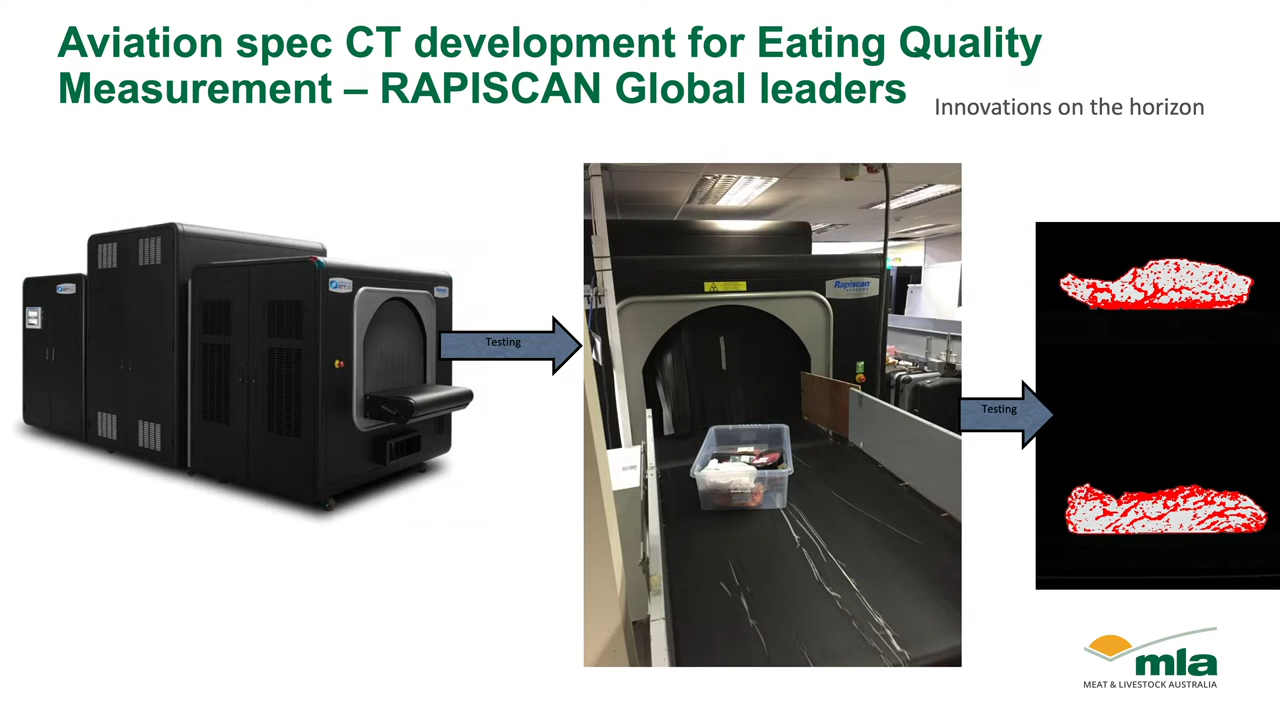 Aviation spec CT development for Eating Quality
Measurement – RAPISCAN Global leaders
Innovations on the horizon
Testing
Rapiscan
Testing
mla
MEAT & LIVESTOCK AUSTRALIA